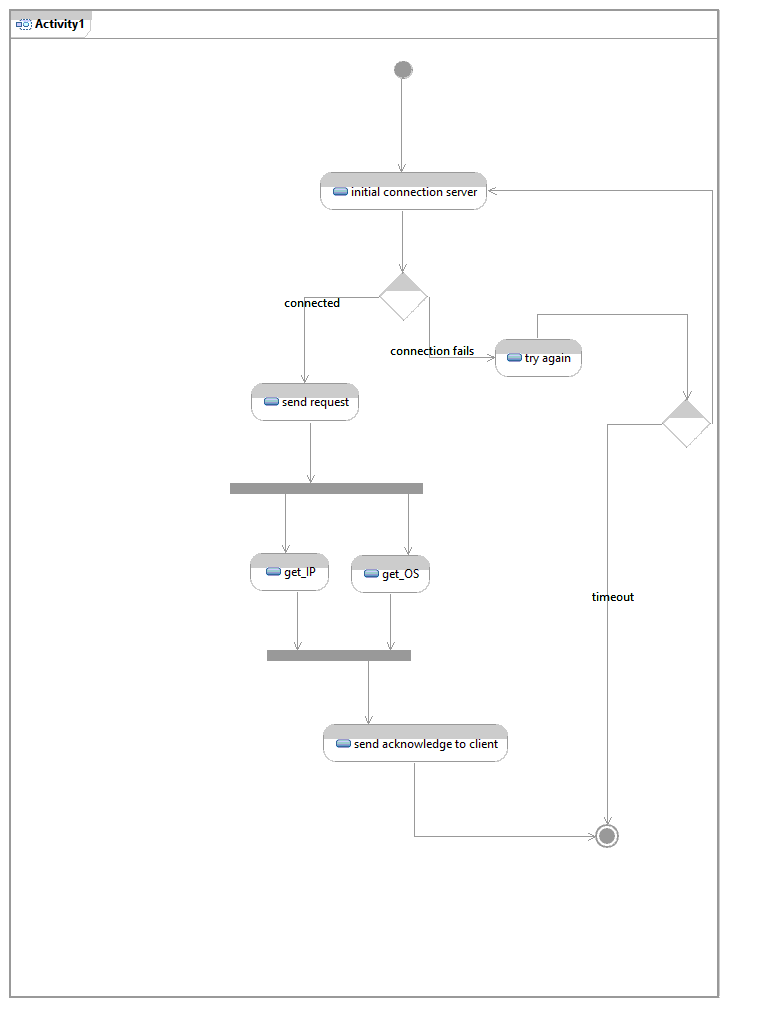 Activity1
initial connection server
connected
connection fails
try again
send request
get_IP
get_OS
timeout
send acknowledge to client